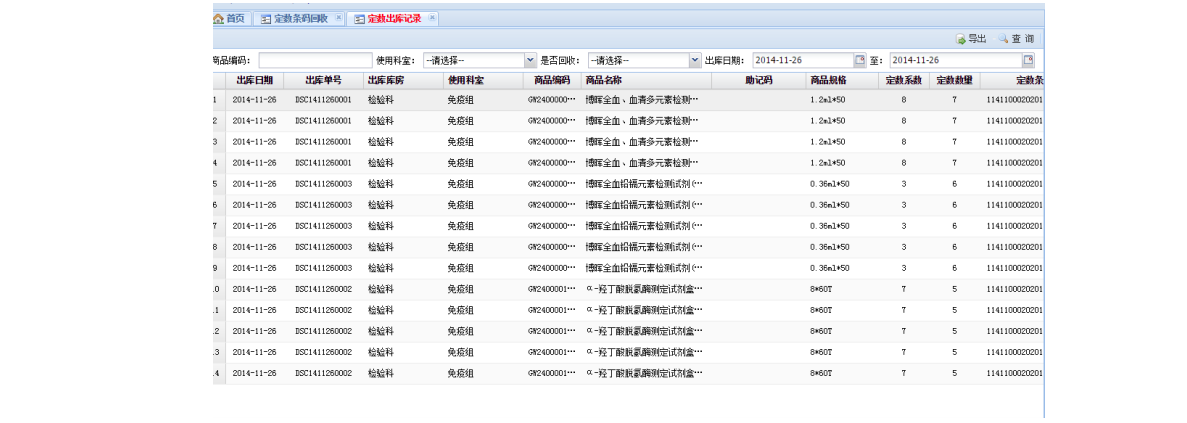 首页 定数条码回收 定数出库记录
导出 查 询
商品编码： 使用科室： --请选择-- 是否回收： --请选择-- 出库日期： 2014-11-26 至： 2014-11-26
出库日期 出库单号 出库库房 使用科室 商品编码 商品名称 助记码 商品规格 定数系数 定数数量 定数条
1 2014-11-26 DSC1411260001 检验科 免疫组 GW2400000… 博晖全血、血清多元素检测… 1.2ml*50 8 7 1141100020201
2 2014-11-26 DSC1411260001 检验科 免疫组 GW2400000… 博晖全血、血清多元素检测… 1.2ml*50 8 7 1141100020201
3 2014-11-26 DSC1411260001 检验科 免疫组 GW2400000… 博晖全血、血清多元素检测… 1.2ml*50 8 7 1141100020201
4 2014-11-26 DSC1411260001 检验科 免疫组 GW2400000… 博晖全血、血清多元素检测… 1.2ml*50 8 7 1141100020201
5 2014-11-26 DSC1411260003 检验科 免疫组 GW2400000… 博晖全血铅镉元素检测试剂(… 0.36ml*50 3 6 1141100020201
6 2014-11-26 DSC1411260003 检验科 免疫组 GW2400000… 博晖全血铅镉元素检测试剂(… 0.36ml*50 3 6 1141100020201
7 2014-11-26 DSC1411260003 检验科 免疫组 GW2400000… 博晖全血铅镉元素检测试剂(… 0.36ml*50 3 6 1141100020201
8 2014-11-26 DSC1411260003 检验科 免疫组 GW2400000… 博晖全血铅镉元素检测试剂(… 0.36ml*50 3 6 1141100020201
9 2014-11-26 DSC1411260003 检验科 免疫组 GW2400000… 博晖全血铅镉元素检测试剂(… 0.36ml*50 3 6 1141100020201
.0 2014-11-26 DSC1411260002 检验科 免疫组 GW2400001… α-羟丁酸脱氢酶测定试剂盒… 8*60T 7 5 1141100020201
.1 2014-11-26 DSC1411260002 检验科 免疫组 GW2400001… α-羟丁酸脱氢酶测定试剂盒… 8*60T 7 5 1141100020201
.2 2014-11-26 DSC1411260002 检验科 免疫组 GW2400001… α-羟丁酸脱氢酶测定试剂盒… 8*60T 7 5 1141100020201
.3 2014-11-26 DSC1411260002 检验科 免疫组 GW2400001… α-羟丁酸脱氢酶测定试剂盒… 8*60T 7 5 1141100020201
.4 2014-11-26 DSC1411260002 检验科 免疫组 GW2400001… α-羟丁酸脱氢酶测定试剂盒… 8*60T 7 5 1141100020201